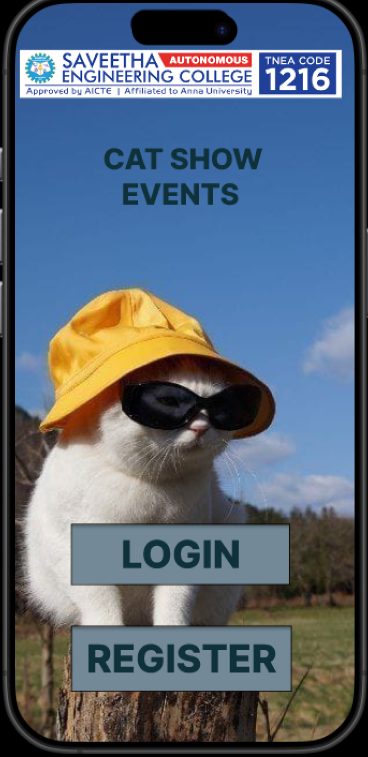 SAVEETHA AUTONOMOUS
ENGINEERING COLLEGE
Approved by AICTE | Affiliated to Anna University
TNEA CODE
1216
CAT SHOW
EVENTS
LOGIN
REGISTER